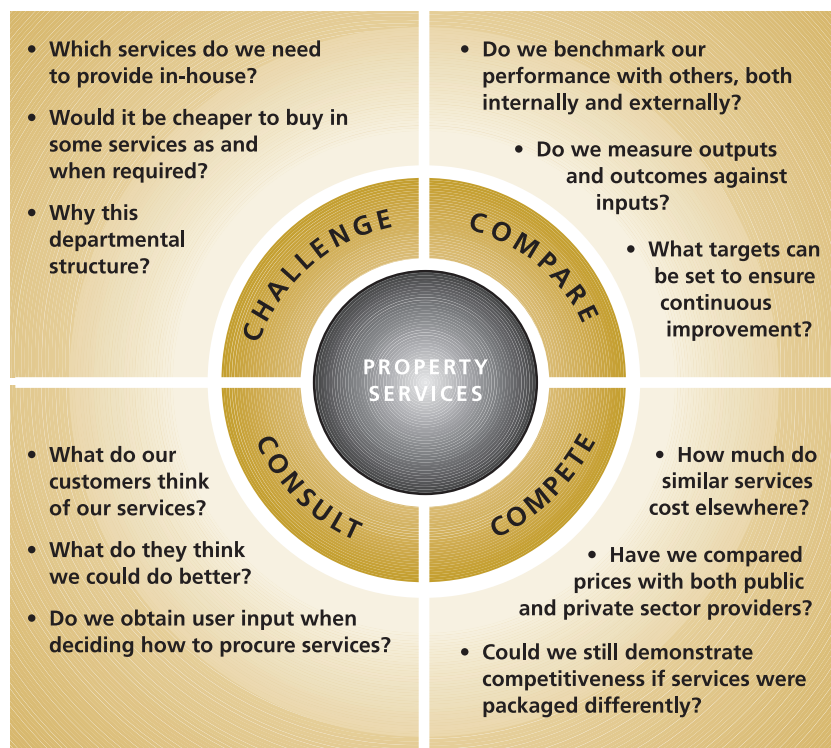 • Which services do we need
to provide in-house?
• Would it be cheaper to buy in
some services as and
when required?
• Why this
departmental
structure?
CHALLENGE
• Do we benchmark our
performance with others, both
internally and externally?
• Do we measure outputs
and outcomes against
inputs?
• What targets can
be set to ensure
continuous
improvement?
COMPARE
PROPERTY
SERVICES
• What do our
customers think
of our services?
• What do they think
we could do better?
• Do we obtain user input when
deciding how to procure services?
CONSULT
• How much do
similar services
cost elsewhere?
• Have we compared
prices with both public
and private sector providers?
• Could we still demonstrate
competitiveness if services were
packaged differently?
COMPETE